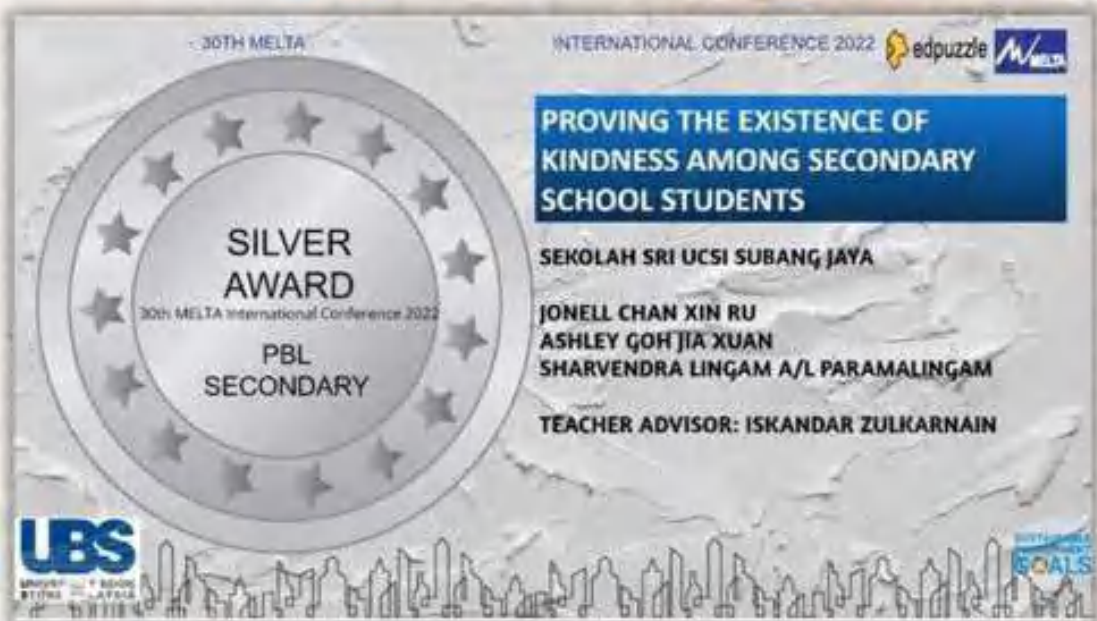 30TH MELTA
INTERNATIONAL CONFERENCE 2022
edpuzzle
MELTA
PROVING THE EXISTENCE OF
KINDNESS AMONG SECONDARY
SCHOOL STUDENTS
SILVER
AWARD
30th MELTA International Conference 2022
PBL
SECONDARY
SEKOLAH SRI UCSI SUBANG JAYA
JONELL CHAN XIN RU
ASHLEY GOH JIA XUAN
SHARVENDRA LINGAM A/L PARAMALINGAM
TEACHER ADVISOR: ISKANDAR ZULKARNAIN
UBS
GOALS